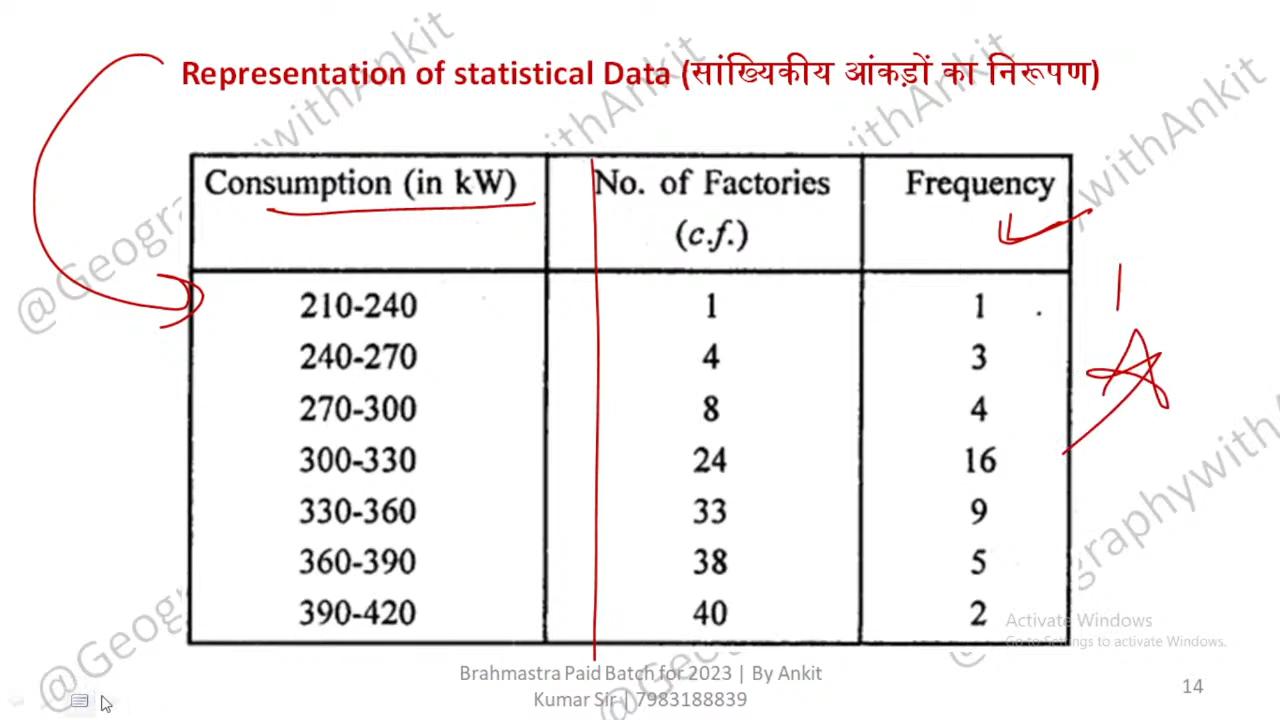 Representation of statistical Data (सांख्यिकीय आंकड़ों का निरूपण)
Consumption (in kW) No. of Factories (c.f.) Frequency
210-240 1 1
240-270 4 3
270-300 8 4
300-330 24 16
330-360 33 9
360-390 38 5
390-420 40 2
Activate Windows
Go to Settings to activate Windows.
Brahmastra Paid Batch for 2023 | By Ankit
Kumar Sir | 7983188839
14
@GeographywithAnkit